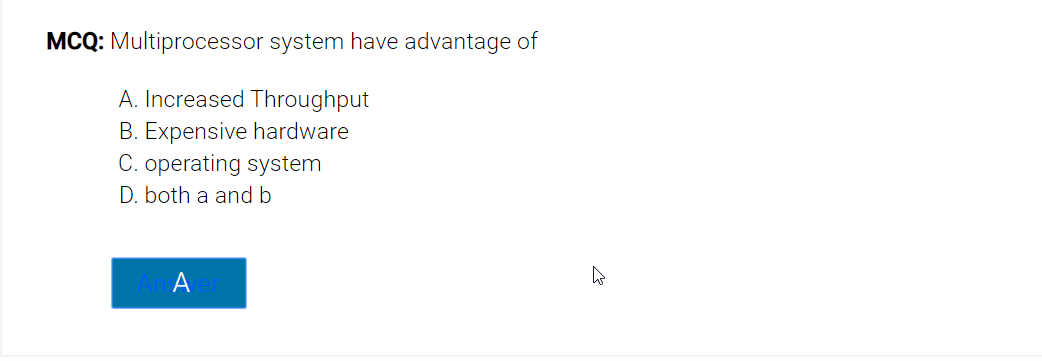 MCQ: Multiprocessor system have advantage of
A. Increased Throughput
B. Expensive hardware
C. operating system
D. both a and b
Answer
A